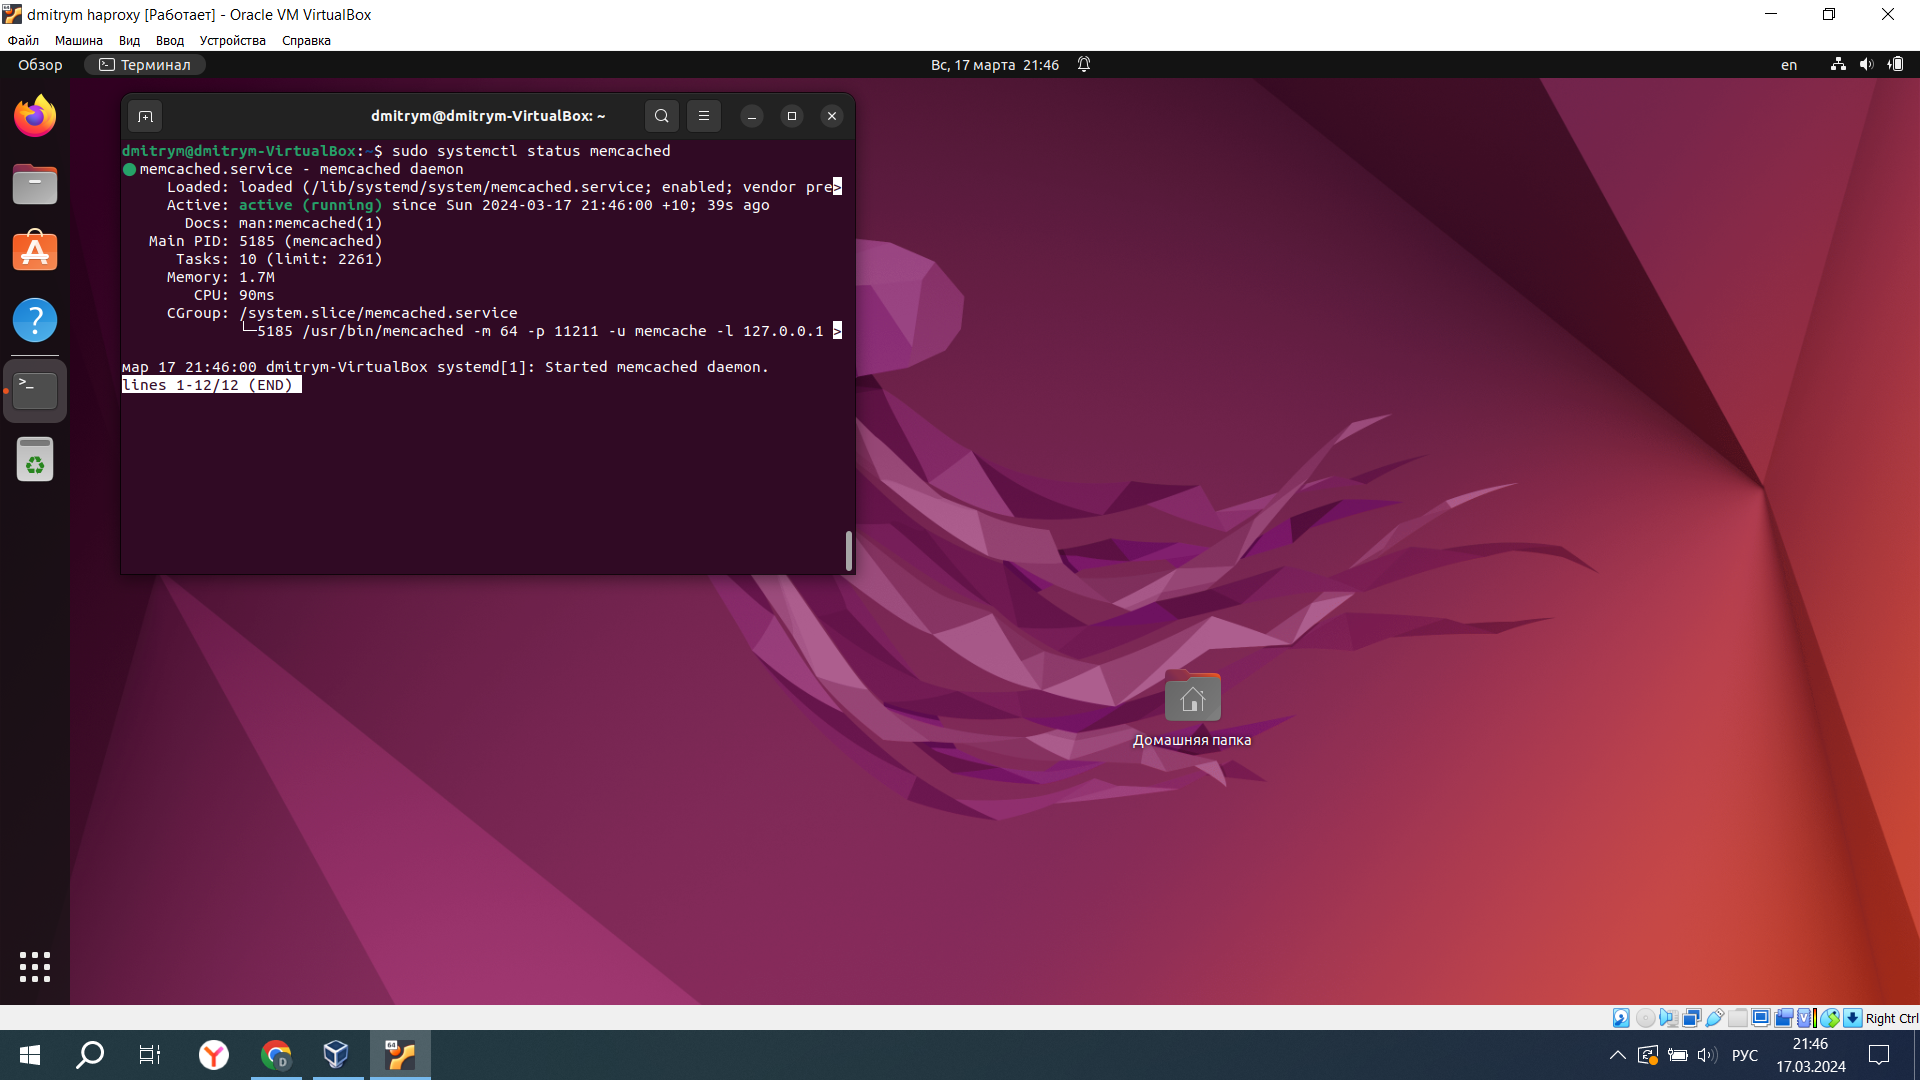 dmitrym haproxy [Работает] - Oracle VM VirtualBox
Файл Машина Вид Ввод Устройства Справка
Обзор Терминал Вс, 17 марта 21:46 en
dmitrym@dmitrym-VirtualBox: ~
dmitrym@dmitrym-VirtualBox:~$ sudo systemctl status memcached
● memcached.service - memcached daemon
Loaded: loaded (/lib/systemd/system/memcached.service; enabled; vendor pre>
Active: active (running) since Sun 2024-03-17 21:46:00 +10; 39s ago
Docs: man:memcached(1)
Main PID: 5185 (memcached)
Tasks: 10 (limit: 2261)
Memory: 1.7M
CPU: 90ms
CGroup: /system.slice/memcached.service
└─5185 /usr/bin/memcached -m 64 -p 11211 -u memcache -l 127.0.0.1 >
мар 17 21:46:00 dmitrym-VirtualBox systemd[1]: Started memcached daemon.
lines 1-12/12 (END)
Домашняя папка
Right Ctrl
РУС 21:46
17.03.2024